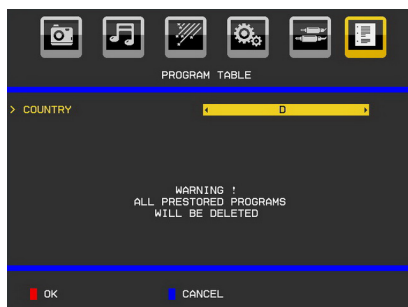 PROGRAM TABLE
> COUNTRY D
WARNING !
ALL PRESTORED PROGRAMS
WILL BE DELETED
OK CANCEL